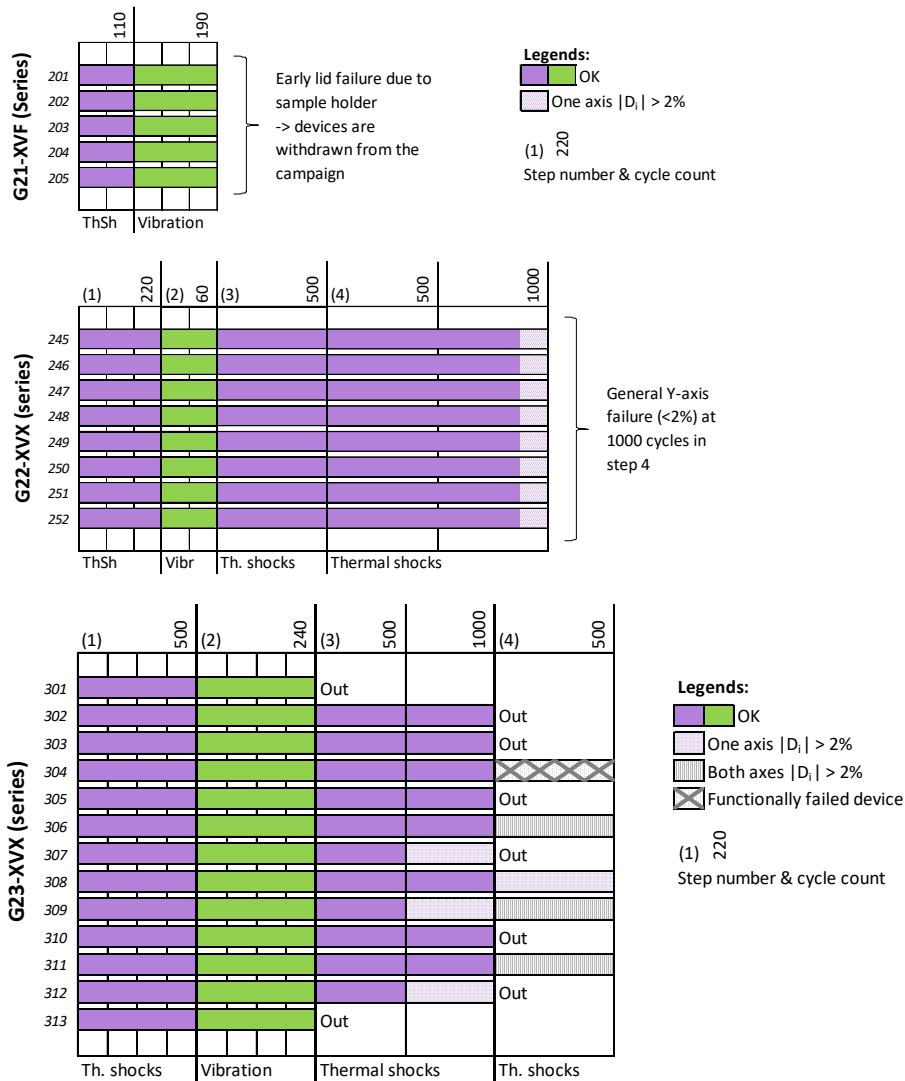 110
190
G21-XVF (Series)
201
202
203
204
205
ThSh
Vibration
Early lid failure due to
sample holder
-> devices are
withdrawn from the
campaign
Legends:
OK
One axis |Di| > 2%
(1) 220
Step number & cycle count
(1) 220 (2) 60 (3) 500 (4) 500 1000
G22-XVX (series)
245
246
247
248
249
250
251
252
ThSh
Vibr
Th. shocks
Thermal shocks
General Y-axis
failure (<2%) at
1000 cycles in
step 4
(1) 500 (2) 240 (3) 500 1000 (4) 500
G23-XVX (series)
301 Out
302 Out
303 Out
304
305 Out
306
307 Out
308
309
310 Out
311
312 Out
313 Out
Th. shocks
Vibration
Thermal shocks
Th. shocks
Legends:
OK
One axis |Di| > 2%
Both axes |Di| > 2%
Functionally failed device
(1) 220
Step number & cycle count